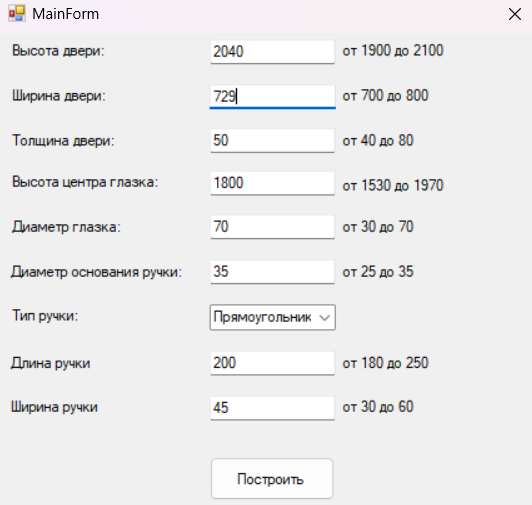 MainForm
Высота двери: 2040 от 1900 до 2100
Ширина двери: 729 от 700 до 800
Толщина двери: 50 от 40 до 80
Высота центра глазка: 1800 от 1530 до 1970
Диаметр глазка: 70 от 30 до 70
Диаметр основания ручки: 35 от 25 до 35
Тип ручки: Прямоугольник
Длина ручки 200 от 180 до 250
Ширина ручки 45 от 30 до 60
Построить